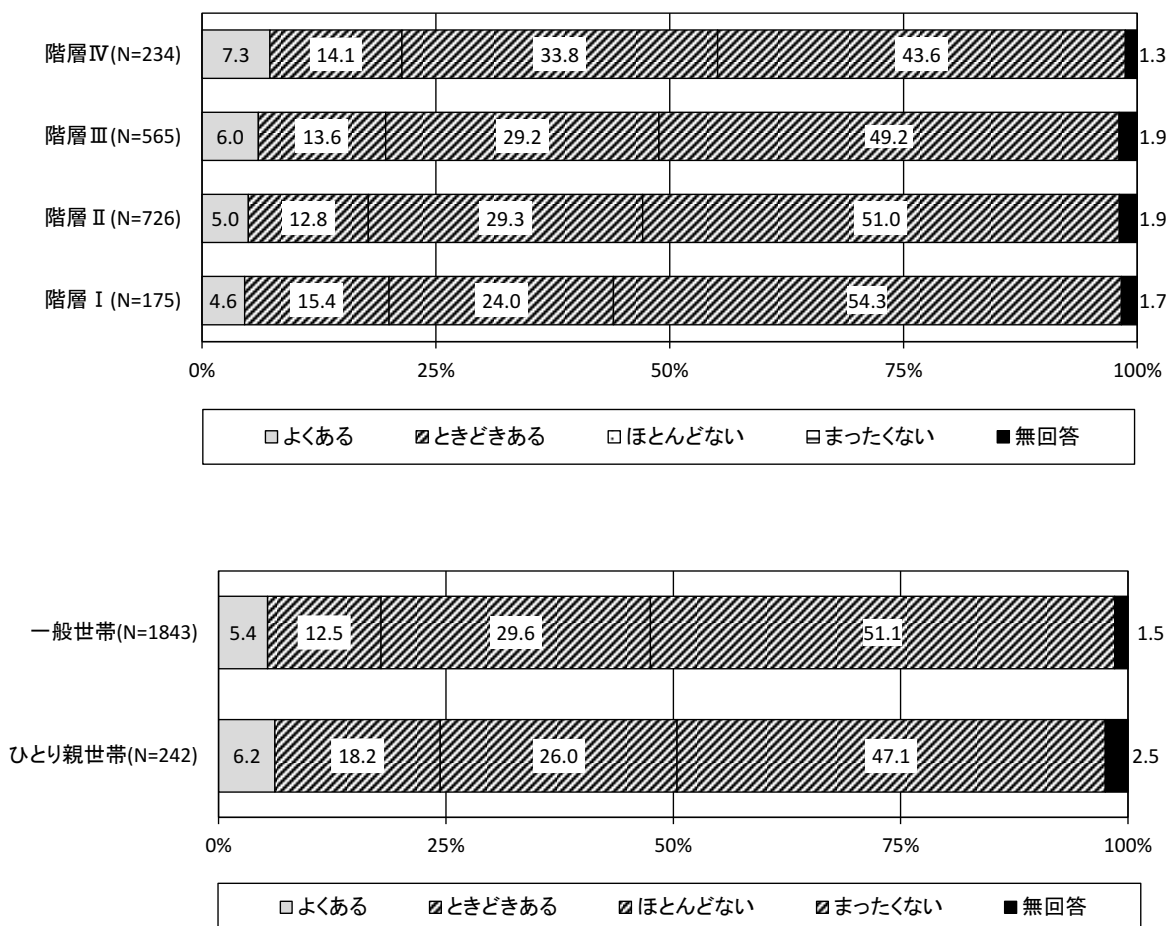 階層Ⅳ(N=234) 7.3 14.1 33.8 43.6 1.3
階層Ⅲ(N=565) 6.0 13.6 29.2 49.2 1.9
階層Ⅱ(N=726) 5.0 12.8 29.3 51.0 1.9
階層Ⅰ(N=175) 4.6 15.4 24.0 54.3 1.7
0% 25% 50% 75% 100%
よくある ときどきある ほとんどない まったくない 無回答
一般世帯(N=1843) 5.4 12.5 29.6 51.1 1.5
ひとり親世帯(N=242) 6.2 18.2 26.0 47.1 2.5
0% 25% 50% 75% 100%
よくある ときどきある ほとんどない まったくない 無回答